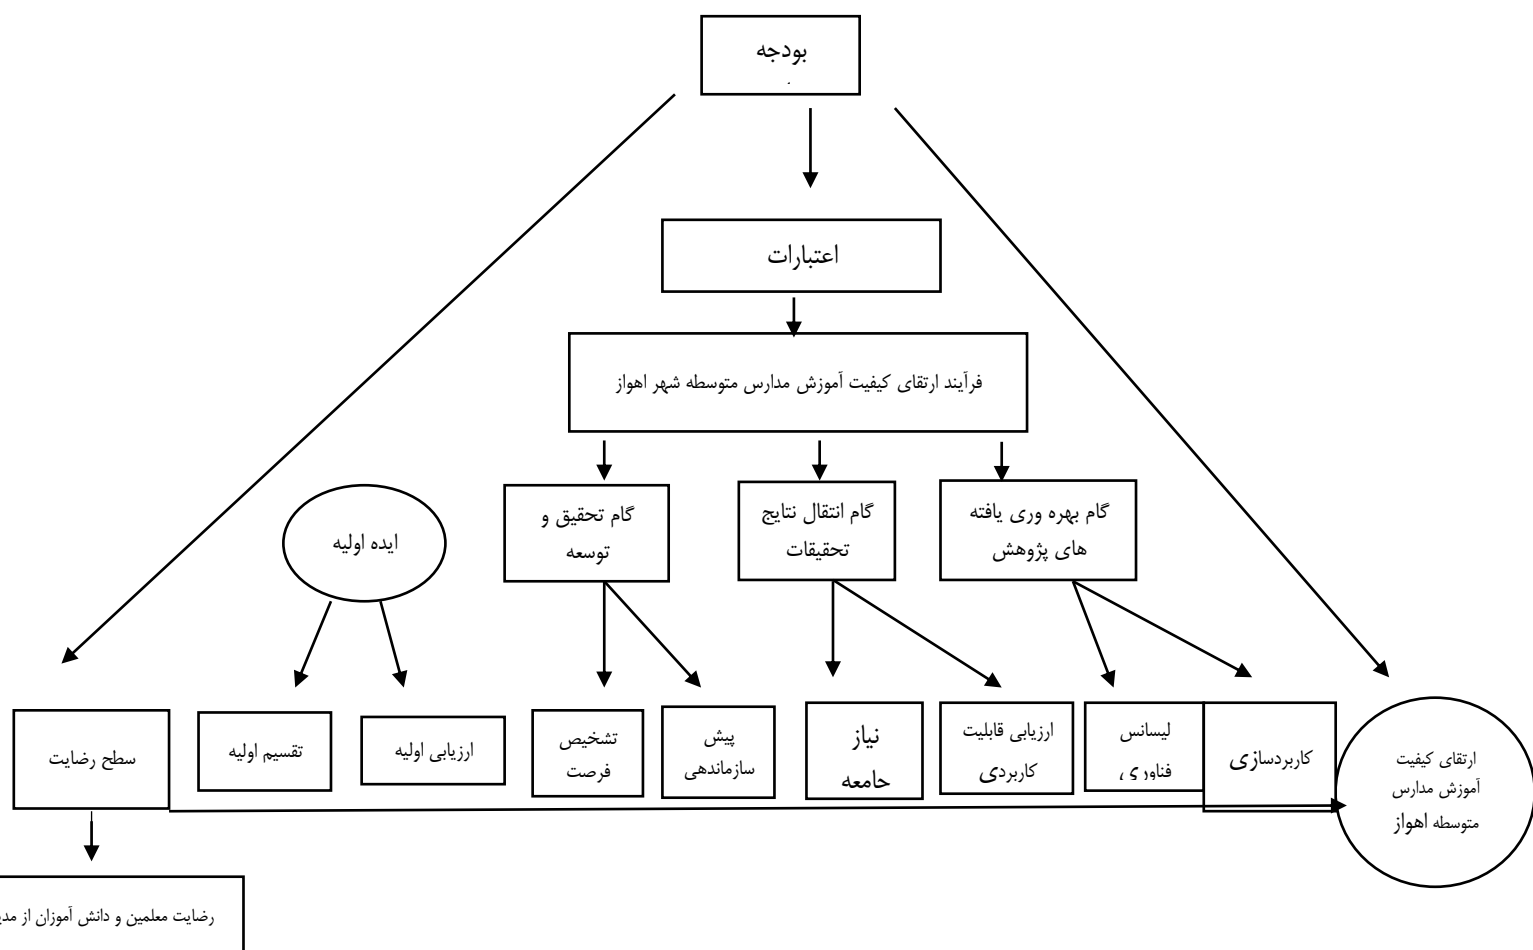 بودجه
اعتبارات
فرآیند ارتقای کیفیت آموزش مدارس متوسطه شهر اهواز
گام بهره وری یافته
های پژوهش
گام انتقال نتایج
تحقیقات
گام تحقیق و
توسعه
ایده اولیه
ارتقای کیفیت
آموزش مدارس
متوسطه اهواز
کاربردسازی
لیسانس
فناوری
ارزیابی قابلیت
کاربردی
نیاز
جامعه
پیش
سازماندهی
تشخیص
فرصت
ارزیابی اولیه
تقسیم اولیه
سطح رضایت
رضایت معلمین و دانش آموزان از